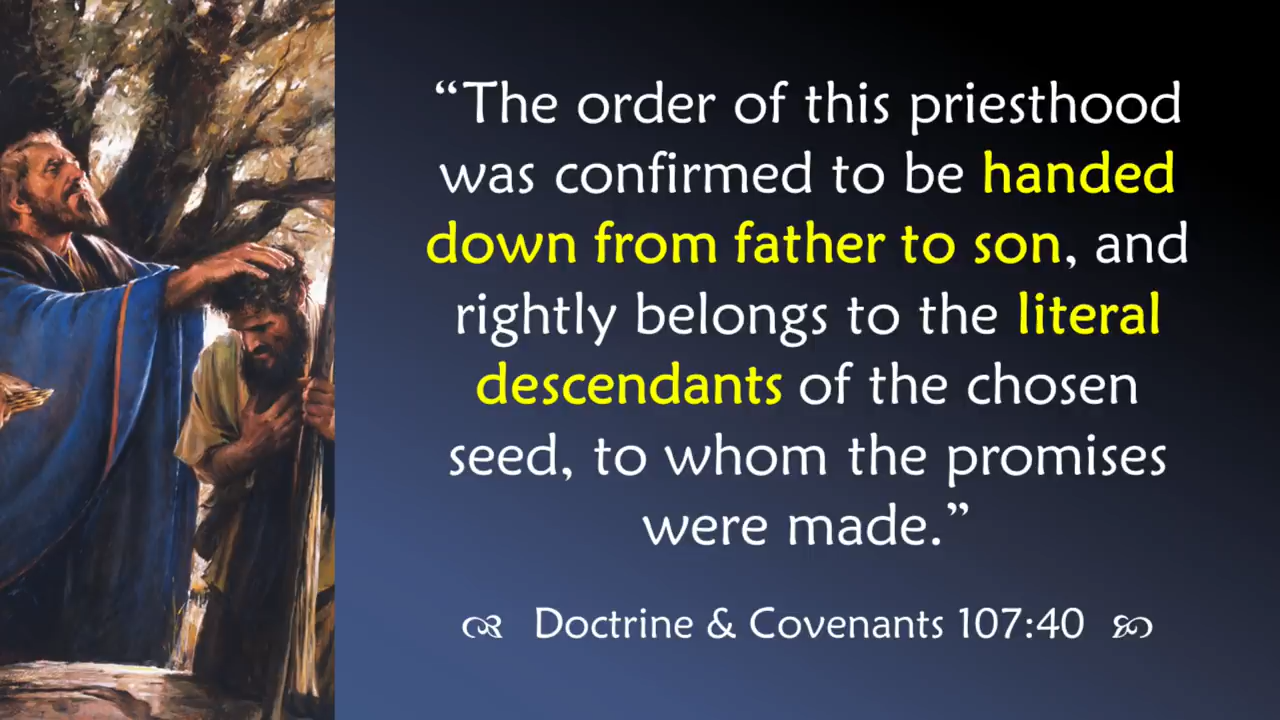 “The order of this priesthood
was confirmed to be handed
down from father to son, and
rightly belongs to the literal
descendants of the chosen
seed, to whom the promises
were made.”
Doctrine & Covenants 107:40